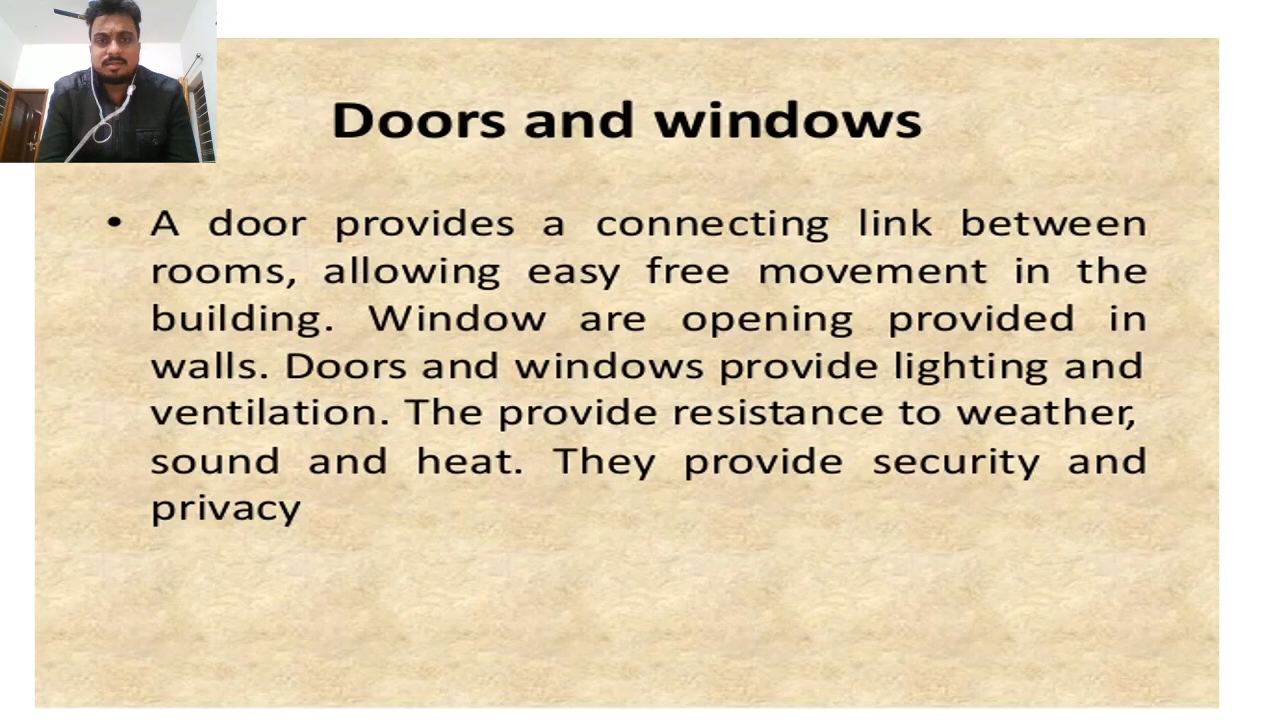 Doors and windows
• A door provides a connecting link between
rooms, allowing easy free movement in the
building. Window are opening provided in
walls. Doors and windows provide lighting and
ventilation. The provide resistance to weather,
sound and heat. They provide security and
privacy